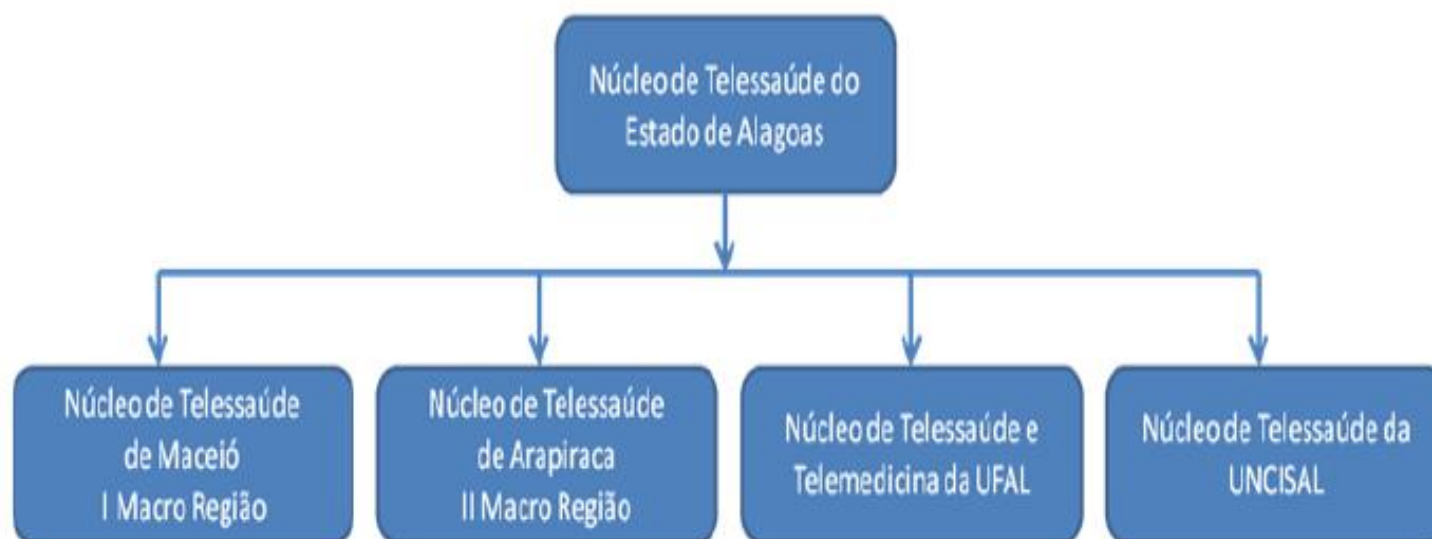 Núcleo de Telessaúde do
Estado de Alagoas
Núcleo de Telessaúde
de Maceió
I Macro Região
Núcleo de Telessaúde
de Arapiraca
II Macro Região
Núcleo de Telessaúde e
Telemedicina da UFAL
Núcleo de Telessaúde da
UNCISAL